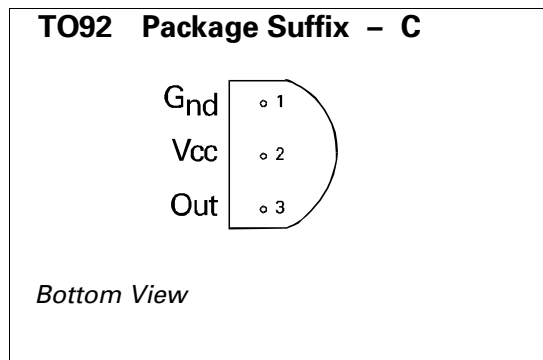 TO92 Package Suffix – C
Gnd 1
Vcc 2
Out 3
Bottom View